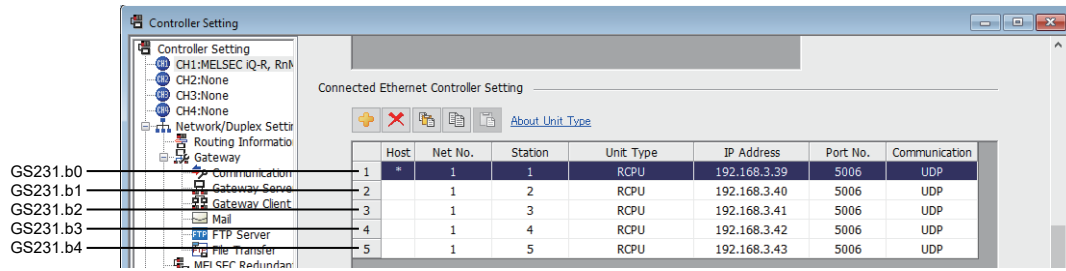 Controller Setting
Controller Setting
CH1:MELSEC iQ-R, RnM
CH2:None
CH3:None
CH4:None
Network/Duplex Settin
Routing Informatio
Gateway
Communication
Gateway Serve
Gateway Client
Mail
FTP Server
File Transfer
MELSEC Redundan
Connected Ethernet Controller Setting
About Unit Type
Host Net No. Station Unit Type IP Address Port No. Communication
GS231.b0 1 * 1 1 RCPU 192.168.3.39 5006 UDP
GS231.b1 2 1 2 RCPU 192.168.3.40 5006 UDP
GS231.b2 3 1 3 RCPU 192.168.3.41 5006 UDP
GS231.b3 4 1 4 RCPU 192.168.3.42 5006 UDP
GS231.b4 5 1 5 RCPU 192.168.3.43 5006 UDP